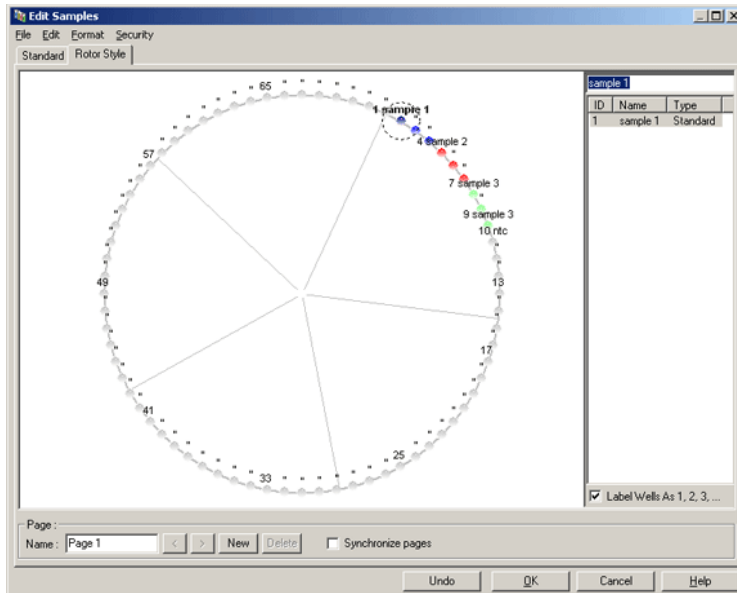 Edit Samples
File Edit Format Security
Standard Rotor Style
65
1 sample 1
4 sample 2
57
7 sample 3
9 sample 3
10 ntc
49
13
17
41
25
33
sample 1
ID Name Type
1 sample 1 Standard
Label Wells As 1, 2, 3, ...
Page :
Name : Page 1 < > New Delete Synchronize pages
Undo OK Cancel Help